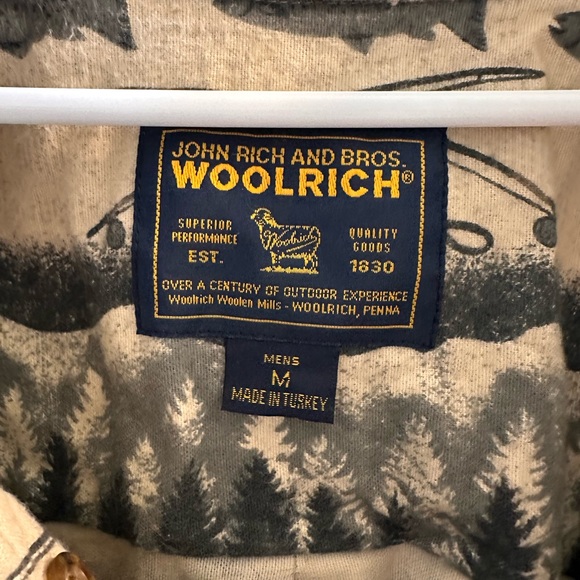 JOHN RICH AND BROS.
WOOLRICH®
SUPERIOR PERFORMANCE
EST.
Woolrich
QUALITY GOODS
1830
OVER A CENTURY OF OUTDOOR EXPERIENCE
Woolrich Woolen Mills - WOOLRICH, PENNA
MENS
M
MADE IN TURKEY